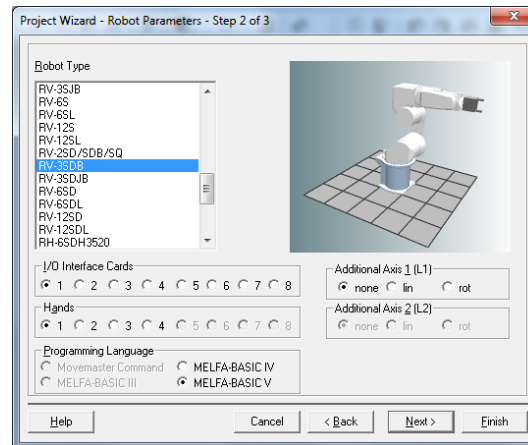 Project Wizard - Robot Parameters - Step 2 of 3
Robot Type
RV-3SJB
RV-6S
RV-6SL
RV-12S
RV-12SL
RV-2SD/SDB/SQ
RV-3SDB
RV-3SDJB
RV-6SD
RV-6SDL
RV-12SD
RV-12SDL
RH-6SDH3520
I/O Interface Cards
1 2 3 4 5 6 7 8
Hands
1 2 3 4 5 6 7 8
Programming Language
Movemaster Command MELFA-BASIC IV
MELFA-BASIC III MELFA-BASIC V
Additional Axis 1 (L1)
none lin rot
Additional Axis 2 (L2)
none lin rot
Help Cancel < Back Next > Finish